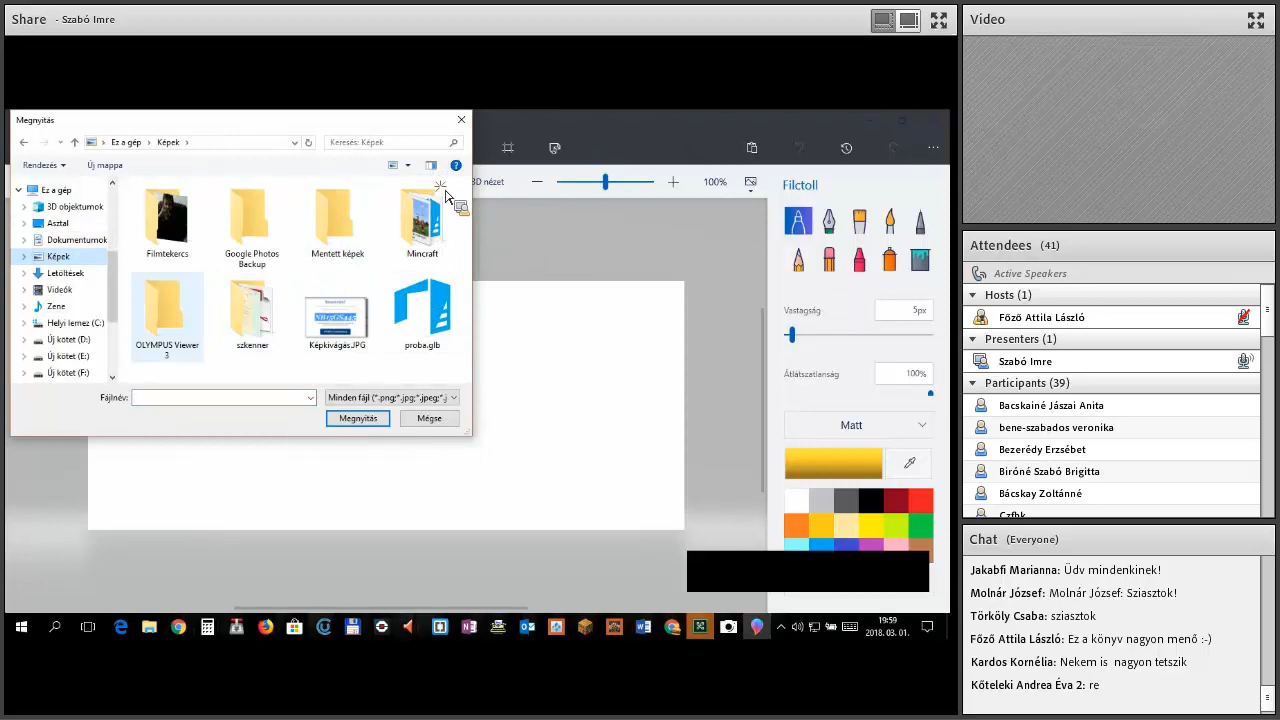 Share - Szabó Imre
Megnyitás
Ez a gép
Képek
Keresés: Képek
Rendezés
Új mappa
Ez a gép
3D objektumok
Asztal
Dokumentumok
Képek
Letöltések
Videók
Zene
Helyi lemez (C:)
Új kötet (D:)
Új kötet (E:)
Új kötet (F:)
Filmtekercs
Google Photos
Backup
Mentett képek
Mincraft
OLYMPUS Viewer
3
szkenner
Képkivágás.JPG
proba.glb
Fájlnév:
Minden fájl (*.png;*.jpg;*.jpeg;*.j
Megnyitás
Mégse
3D nézet
100%
Filctoll
Vastagság
5px
Átlátszatlanság
100%
Matt
19:59
2018. 03. 01.
Video
Attendees (41)
Active Speakers
Hosts (1)
Főző Attila László
Presenters (1)
Szabó Imre
Participants (39)
Bacskainé Jászai Anita
bene-szabados veronika
Bezerédy Erzsébet
Biróné Szabó Brigitta
Bácskay Zoltánné
Chat (Everyone)
Jakabfi Marianna: Üdv mindenkinek!
Molnár József: Molnár József: Sziasztok!
Törköly Csaba: sziasztok
Főző Attila László: Ez a könyv nagyon menő :-)
Kardos Kornélia: Nekem is nagyon tetszik
Kőteleki Andrea Éva 2: re